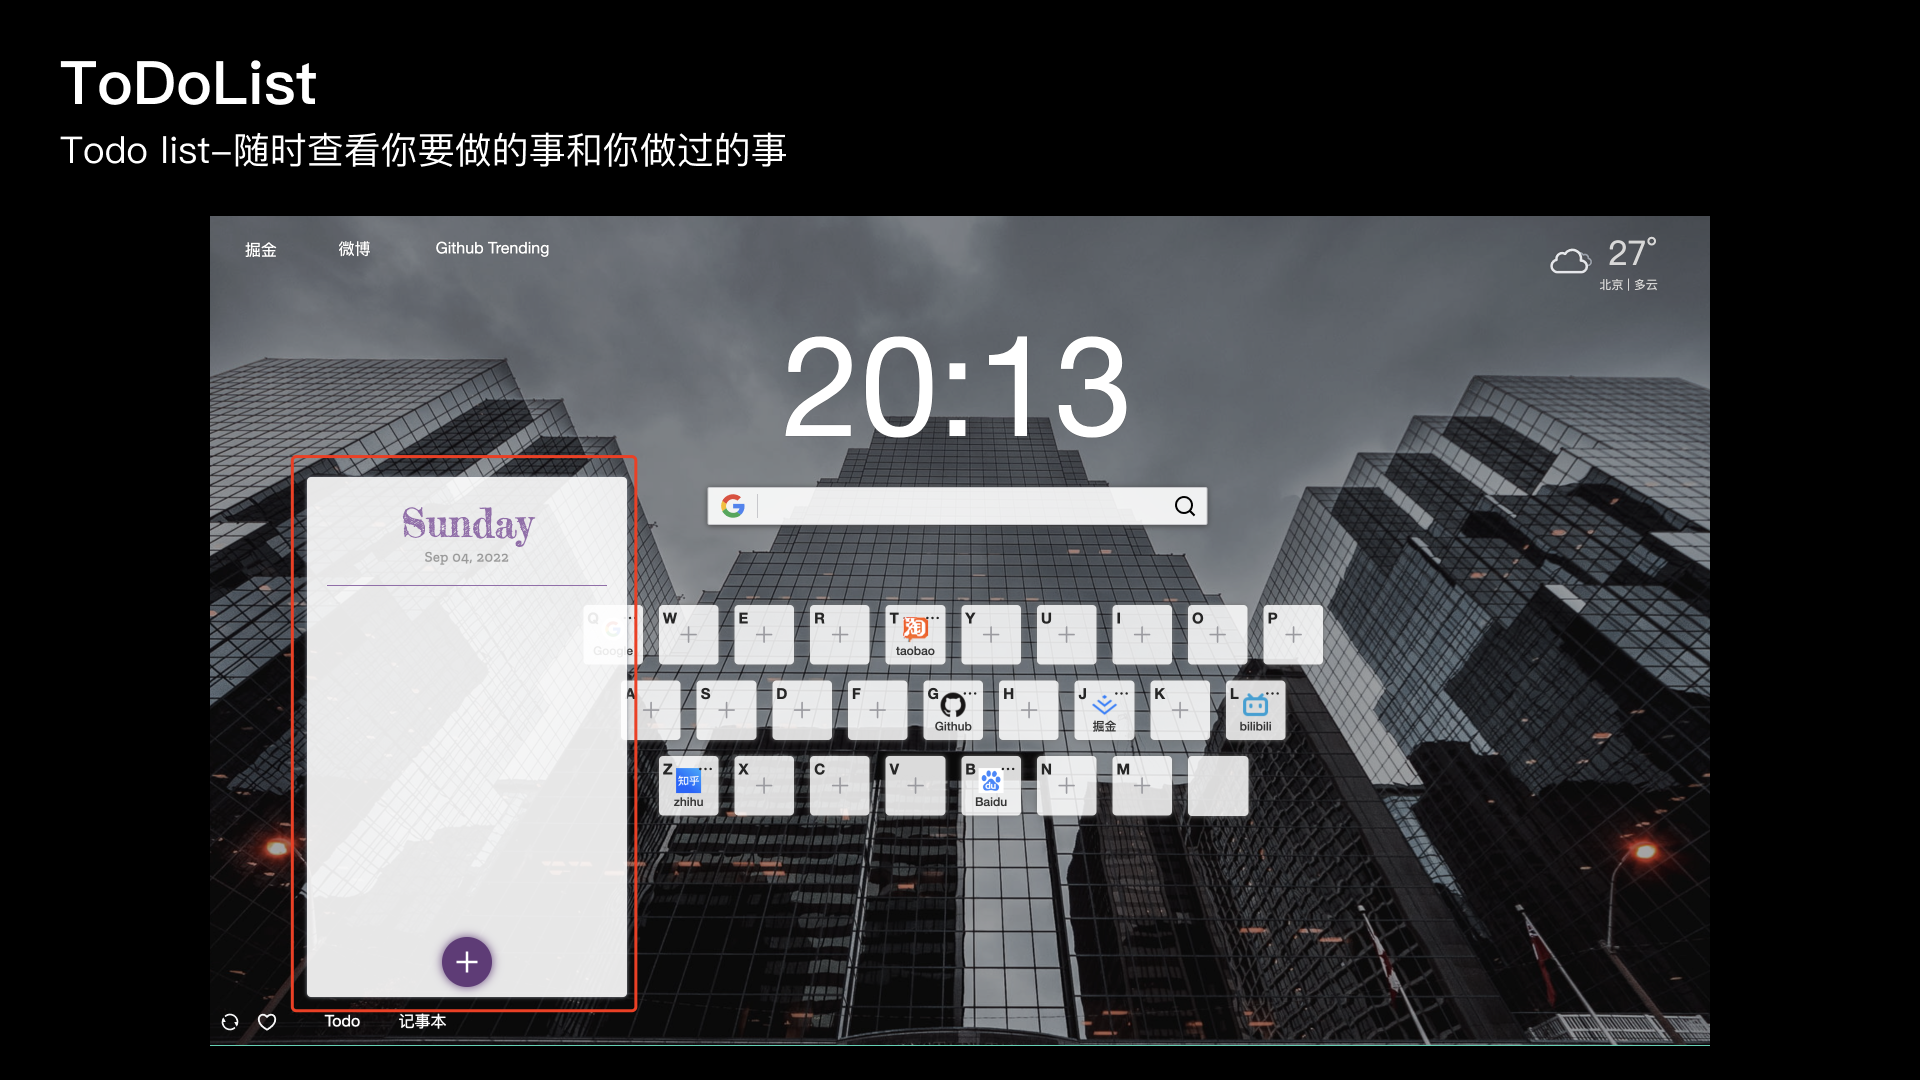 ToDoList
Todo list-随时查看你要做的事和你做过的事
掘金 微博 Github Trending
27°
北京 | 多云
20:13
G
Sunday
Sep 04, 2022
Q W E R T Y U I O P
G 淘
Google taobao
A S D F G H J K L
Github 掘金 bilibili
Z X C V B N M
知乎 du
zhihu Baidu
Todo 记事本